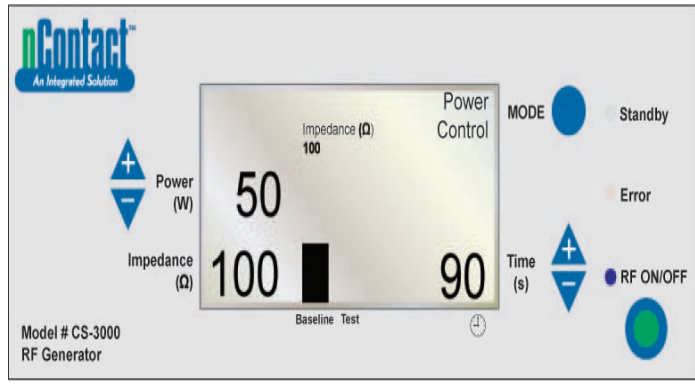 nContact™
An Integrated Solution
Power
Control
MODE
Standby
Impedance (Ω)
100
Power
(W)
50
Error
Impedance
(Ω)
100
90
Time
(s)
RF ON/OFF
Baseline Test
Model # CS-3000
RF Generator